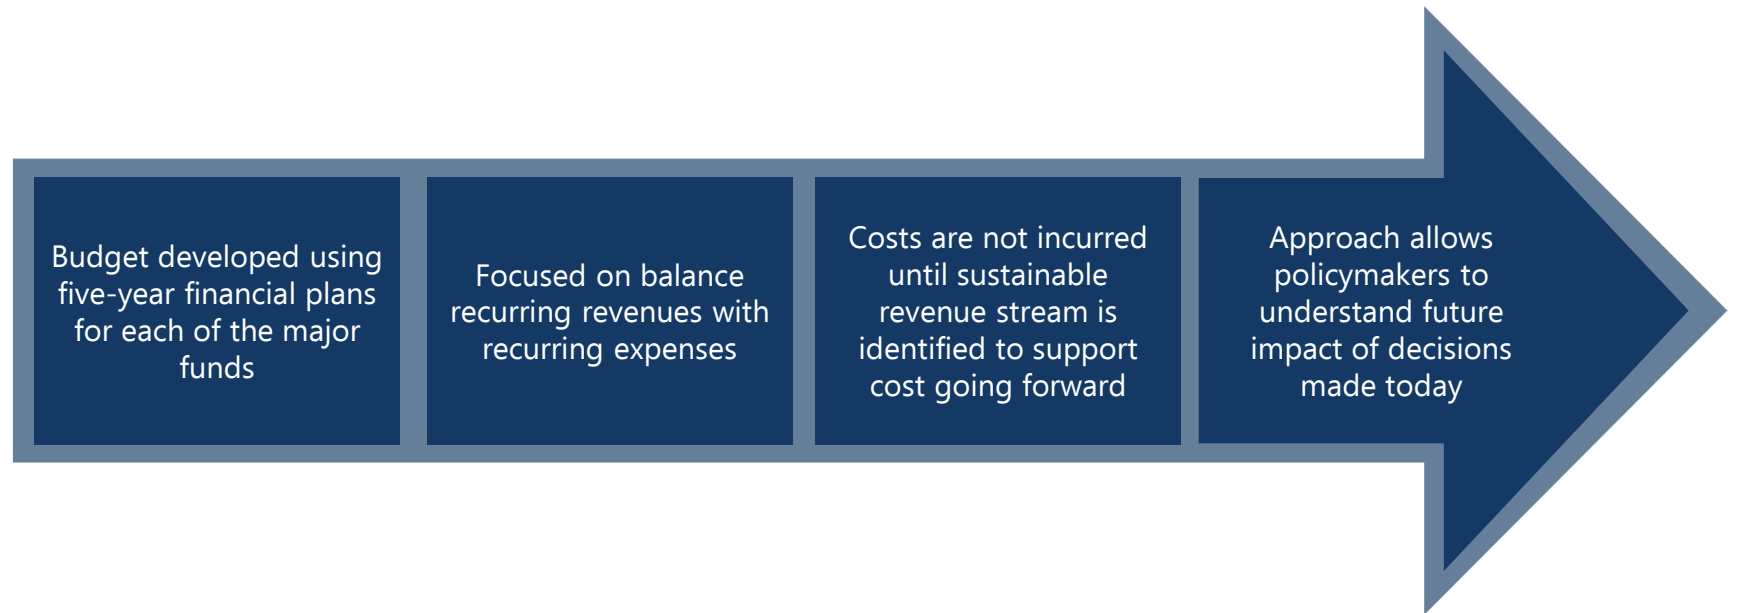 Budget developed using
five-year financial plans
for each of the major
funds
Focused on balance
recurring revenues with
recurring expenses
Costs are not incurred
until sustainable
revenue stream is
identified to support
cost going forward
Approach allows
policymakers to
understand future
impact of decisions
made today